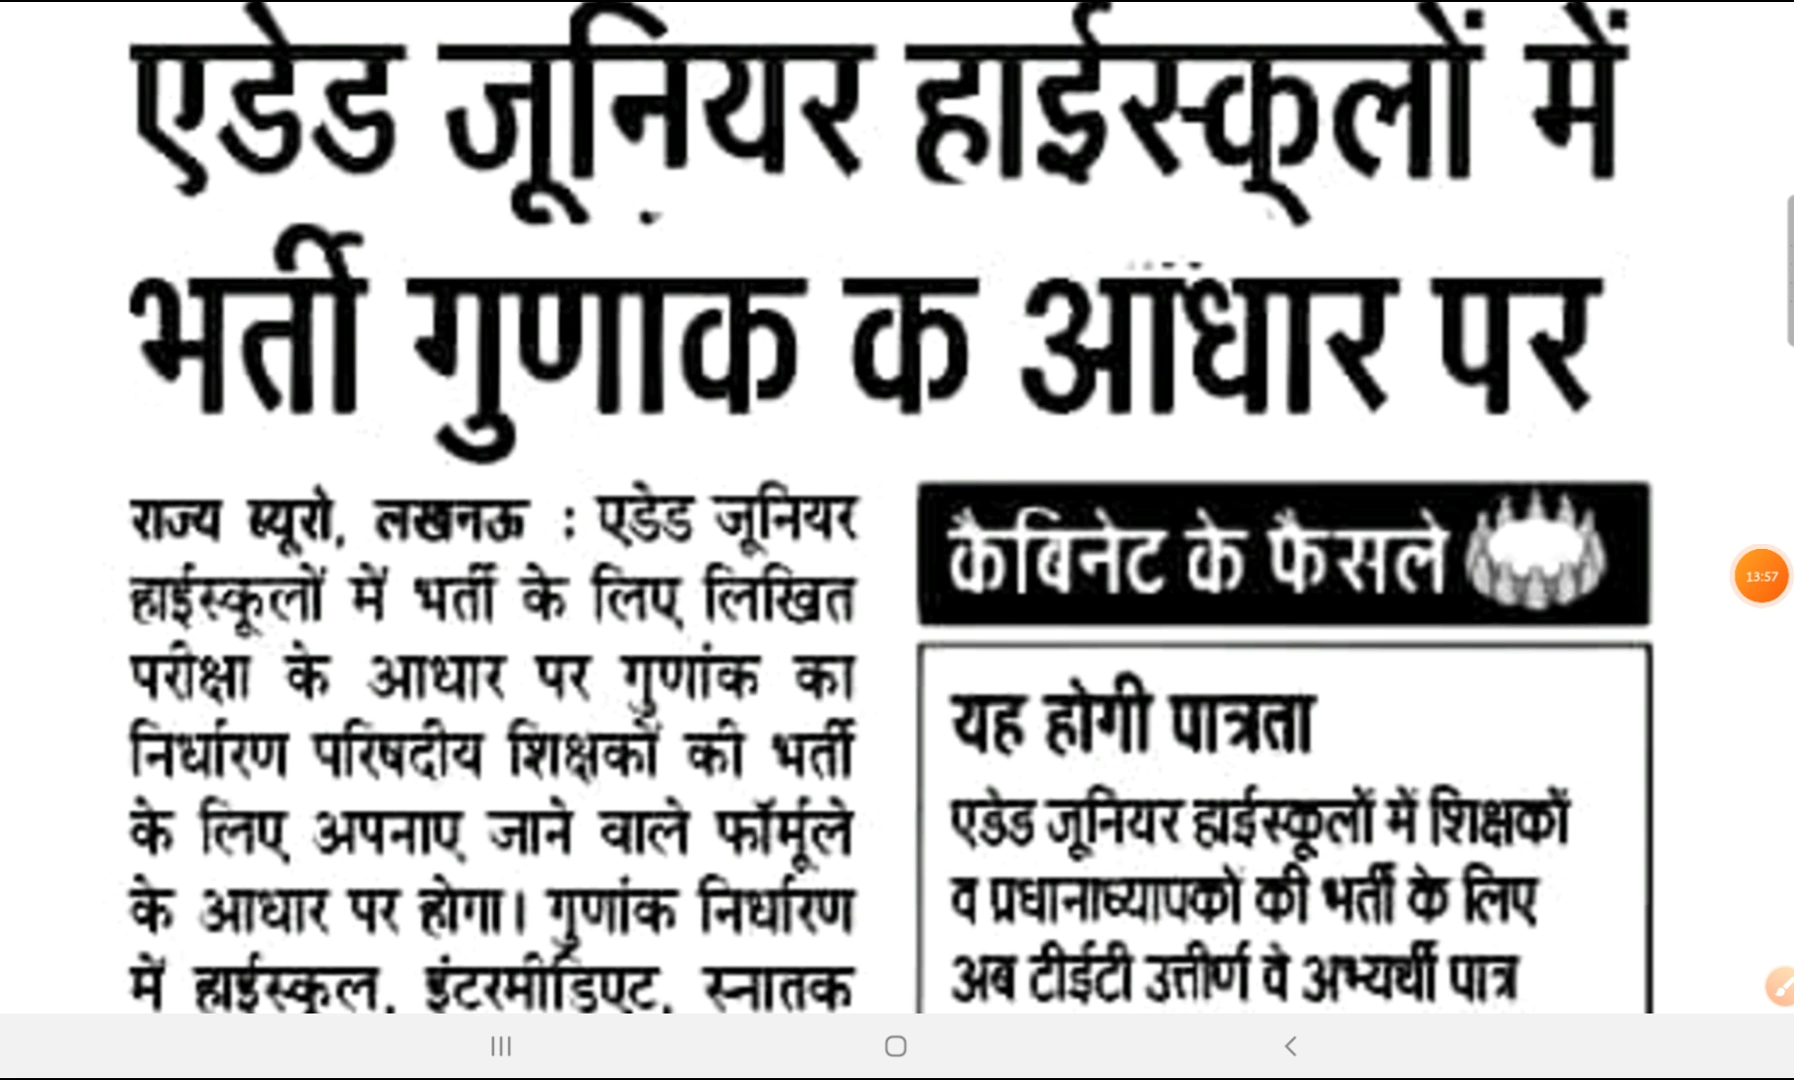 एडेड जूनियर हाईस्कूलों में
भर्ती गुणाक क आधार पर
राज्य ब्यूरो, लखनऊ : एडेड जूनियर
हाईस्कूलों में भर्ती के लिए लिखित
परीक्षा के आधार पर गुणांक का
निर्धारण परिषदीय शिक्षकों की भर्ती
के लिए अपनाए जाने वाले फॉर्मूले
के आधार पर होगा। गुणांक निर्धारण
में हाईस्कूल, इंटरमीडिएट, स्नातक
कैबिनेट के फैसले
यह होगी पात्रता
एडेड जूनियर हाईस्कूलों में शिक्षकों
व प्रधानाध्यापकों की भर्ती के लिए
अब टीईटी उत्तीर्ण वे अभ्यर्थी पात्र
13:57